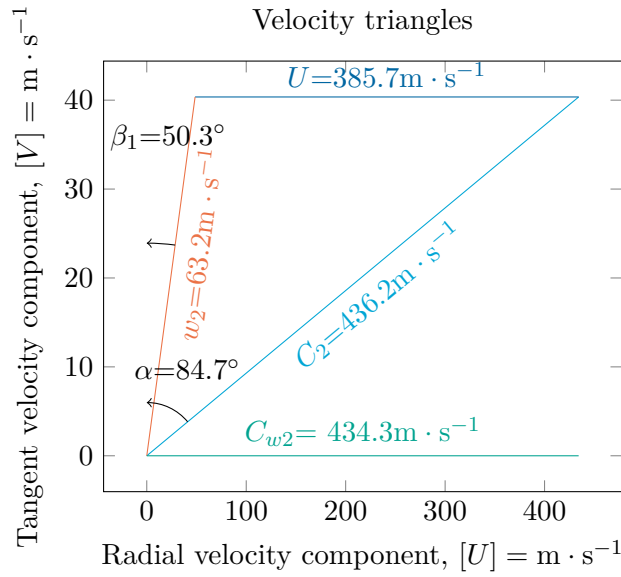 Velocity triangles
Tangent velocity component, [V] = m · s⁻¹
40
30
20
10
0
U=385.7m · s⁻¹
β₁=50.3°
w₂=63.2m · s⁻¹
C₂=436.2m · s⁻¹
α=84.7°
C_{w2}= 434.3m · s⁻¹
0 100 200 300 400
Radial velocity component, [U] = m · s⁻¹